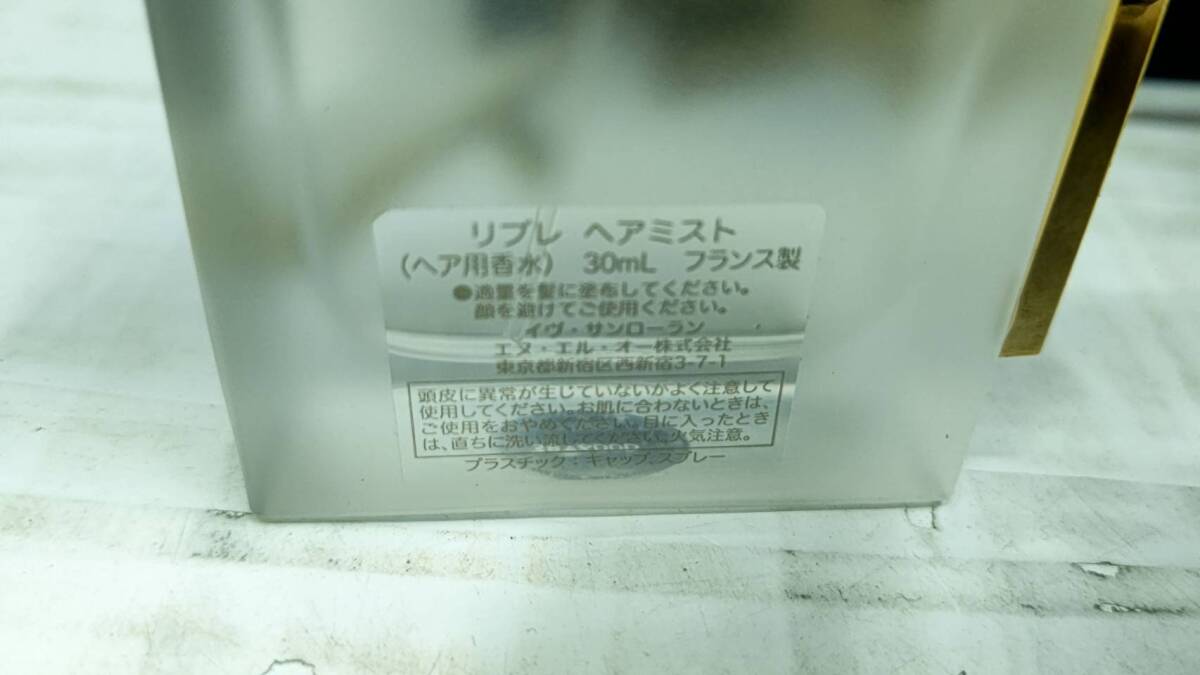 リブレ ヘアミスト
（ヘア用香水） 30mL フランス製
●適量を髪に塗布してください。
顔を避けてご使用ください。
イヴ・サンローラン
エヌ・エル・オー株式会社
東京都新宿区西新宿3-7-1
頭皮に異常が生じていないかよく注意して
使用してください。お肌に合わないときは、
ご使用をおやめください。目に入ったとき
は、直ちに洗い流してください。火気注意。
プラスチック：キャップ、スプレー